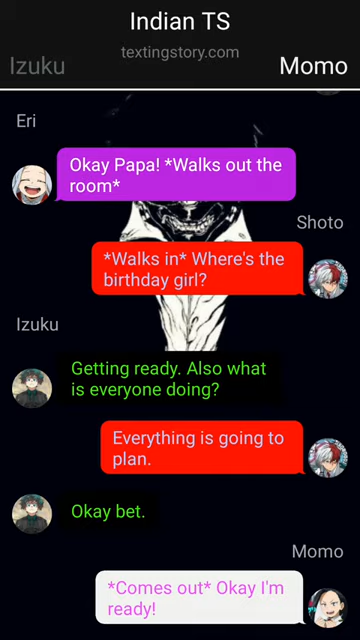 Indian TS
textingstory.com
Izuku
Momo
Eri
Okay Papa! *Walks out the
room*
Shoto
*Walks in* Where's the
birthday girl?
Izuku
Getting ready. Also what
is everyone doing?
Everything is going to
plan.
Okay bet.
Momo
*Comes out* Okay I'm
ready!